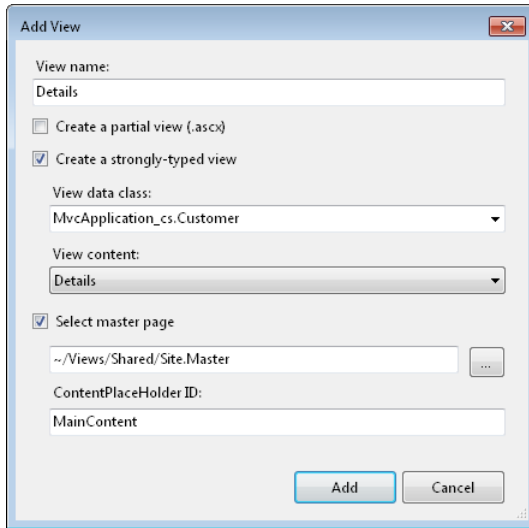 Add View
View name:
Details
Create a partial view (.ascx)
Create a strongly-typed view
View data class:
MvcApplication_cs.Customer
View content:
Details
Select master page
~/Views/Shared/Site.Master
...
ContentPlaceHolder ID:
MainContent
Add Cancel